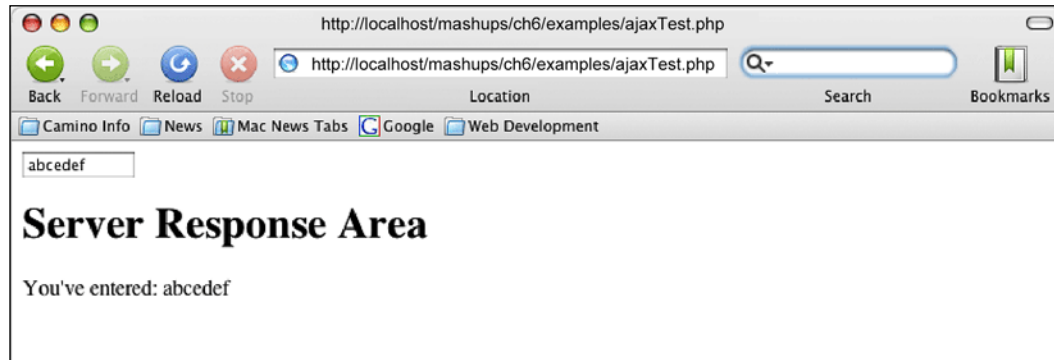 http://localhost/mashups/ch6/examples/ajaxTest.php
http://localhost/mashups/ch6/examples/ajaxTest.php
Back Forward Reload Stop Location Search Bookmarks
Camino Info News Mac News Tabs G Google Web Development
abcedef
Server Response Area
You've entered: abcedef